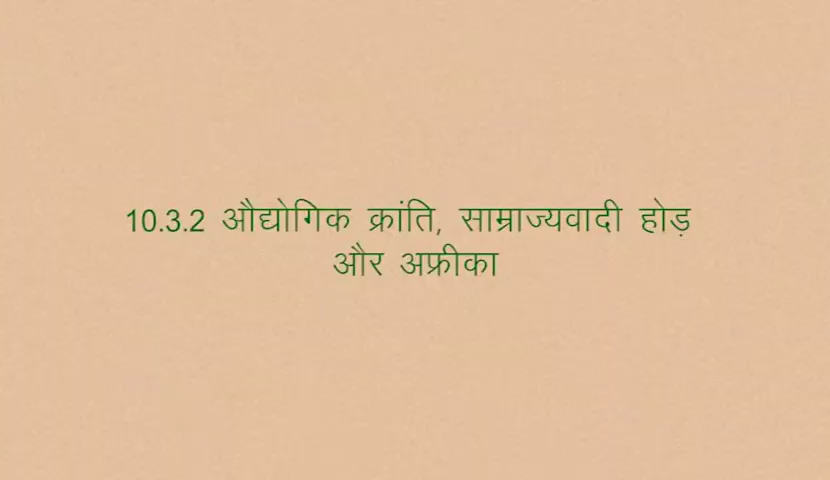 10.3.2 औद्योगिक क्रांति, साम्राज्यवादी होड़
और अफ्रीका